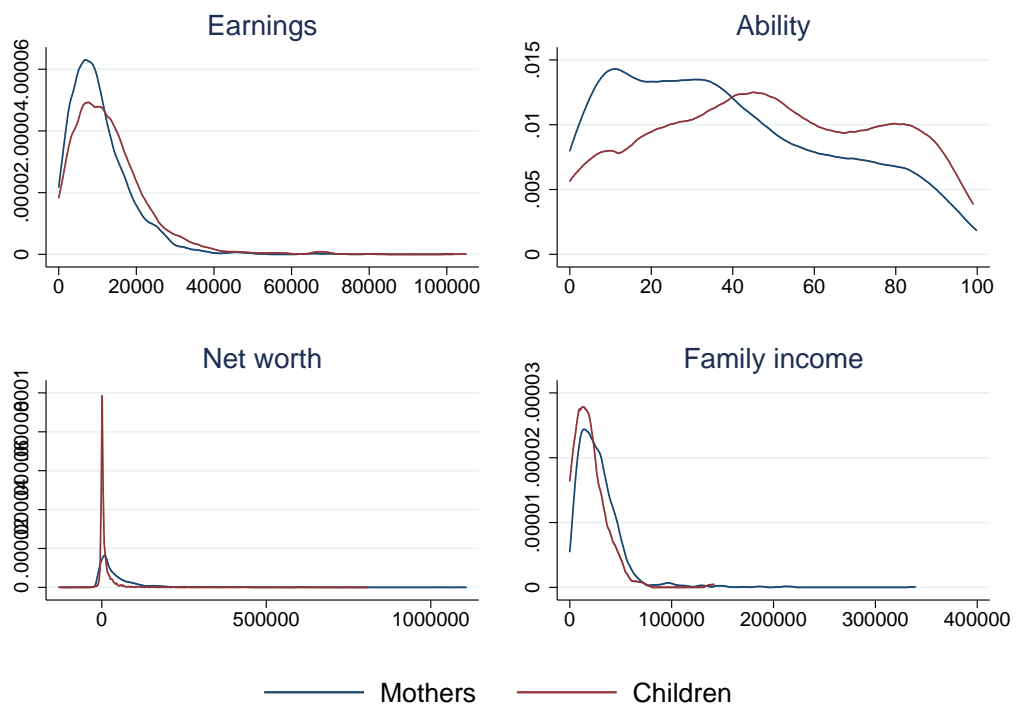 Earnings
0 .00002 .00004 .00006
0 20000 40000 60000 80000 100000
Ability
0 .005 .01 .015
0 20 40 60 80 100
Net worth
0 .00002
.0001
0 500000 1000000
Family income
0 .00001 .00002 .00003
0 100000 200000 300000 400000
Mothers Children